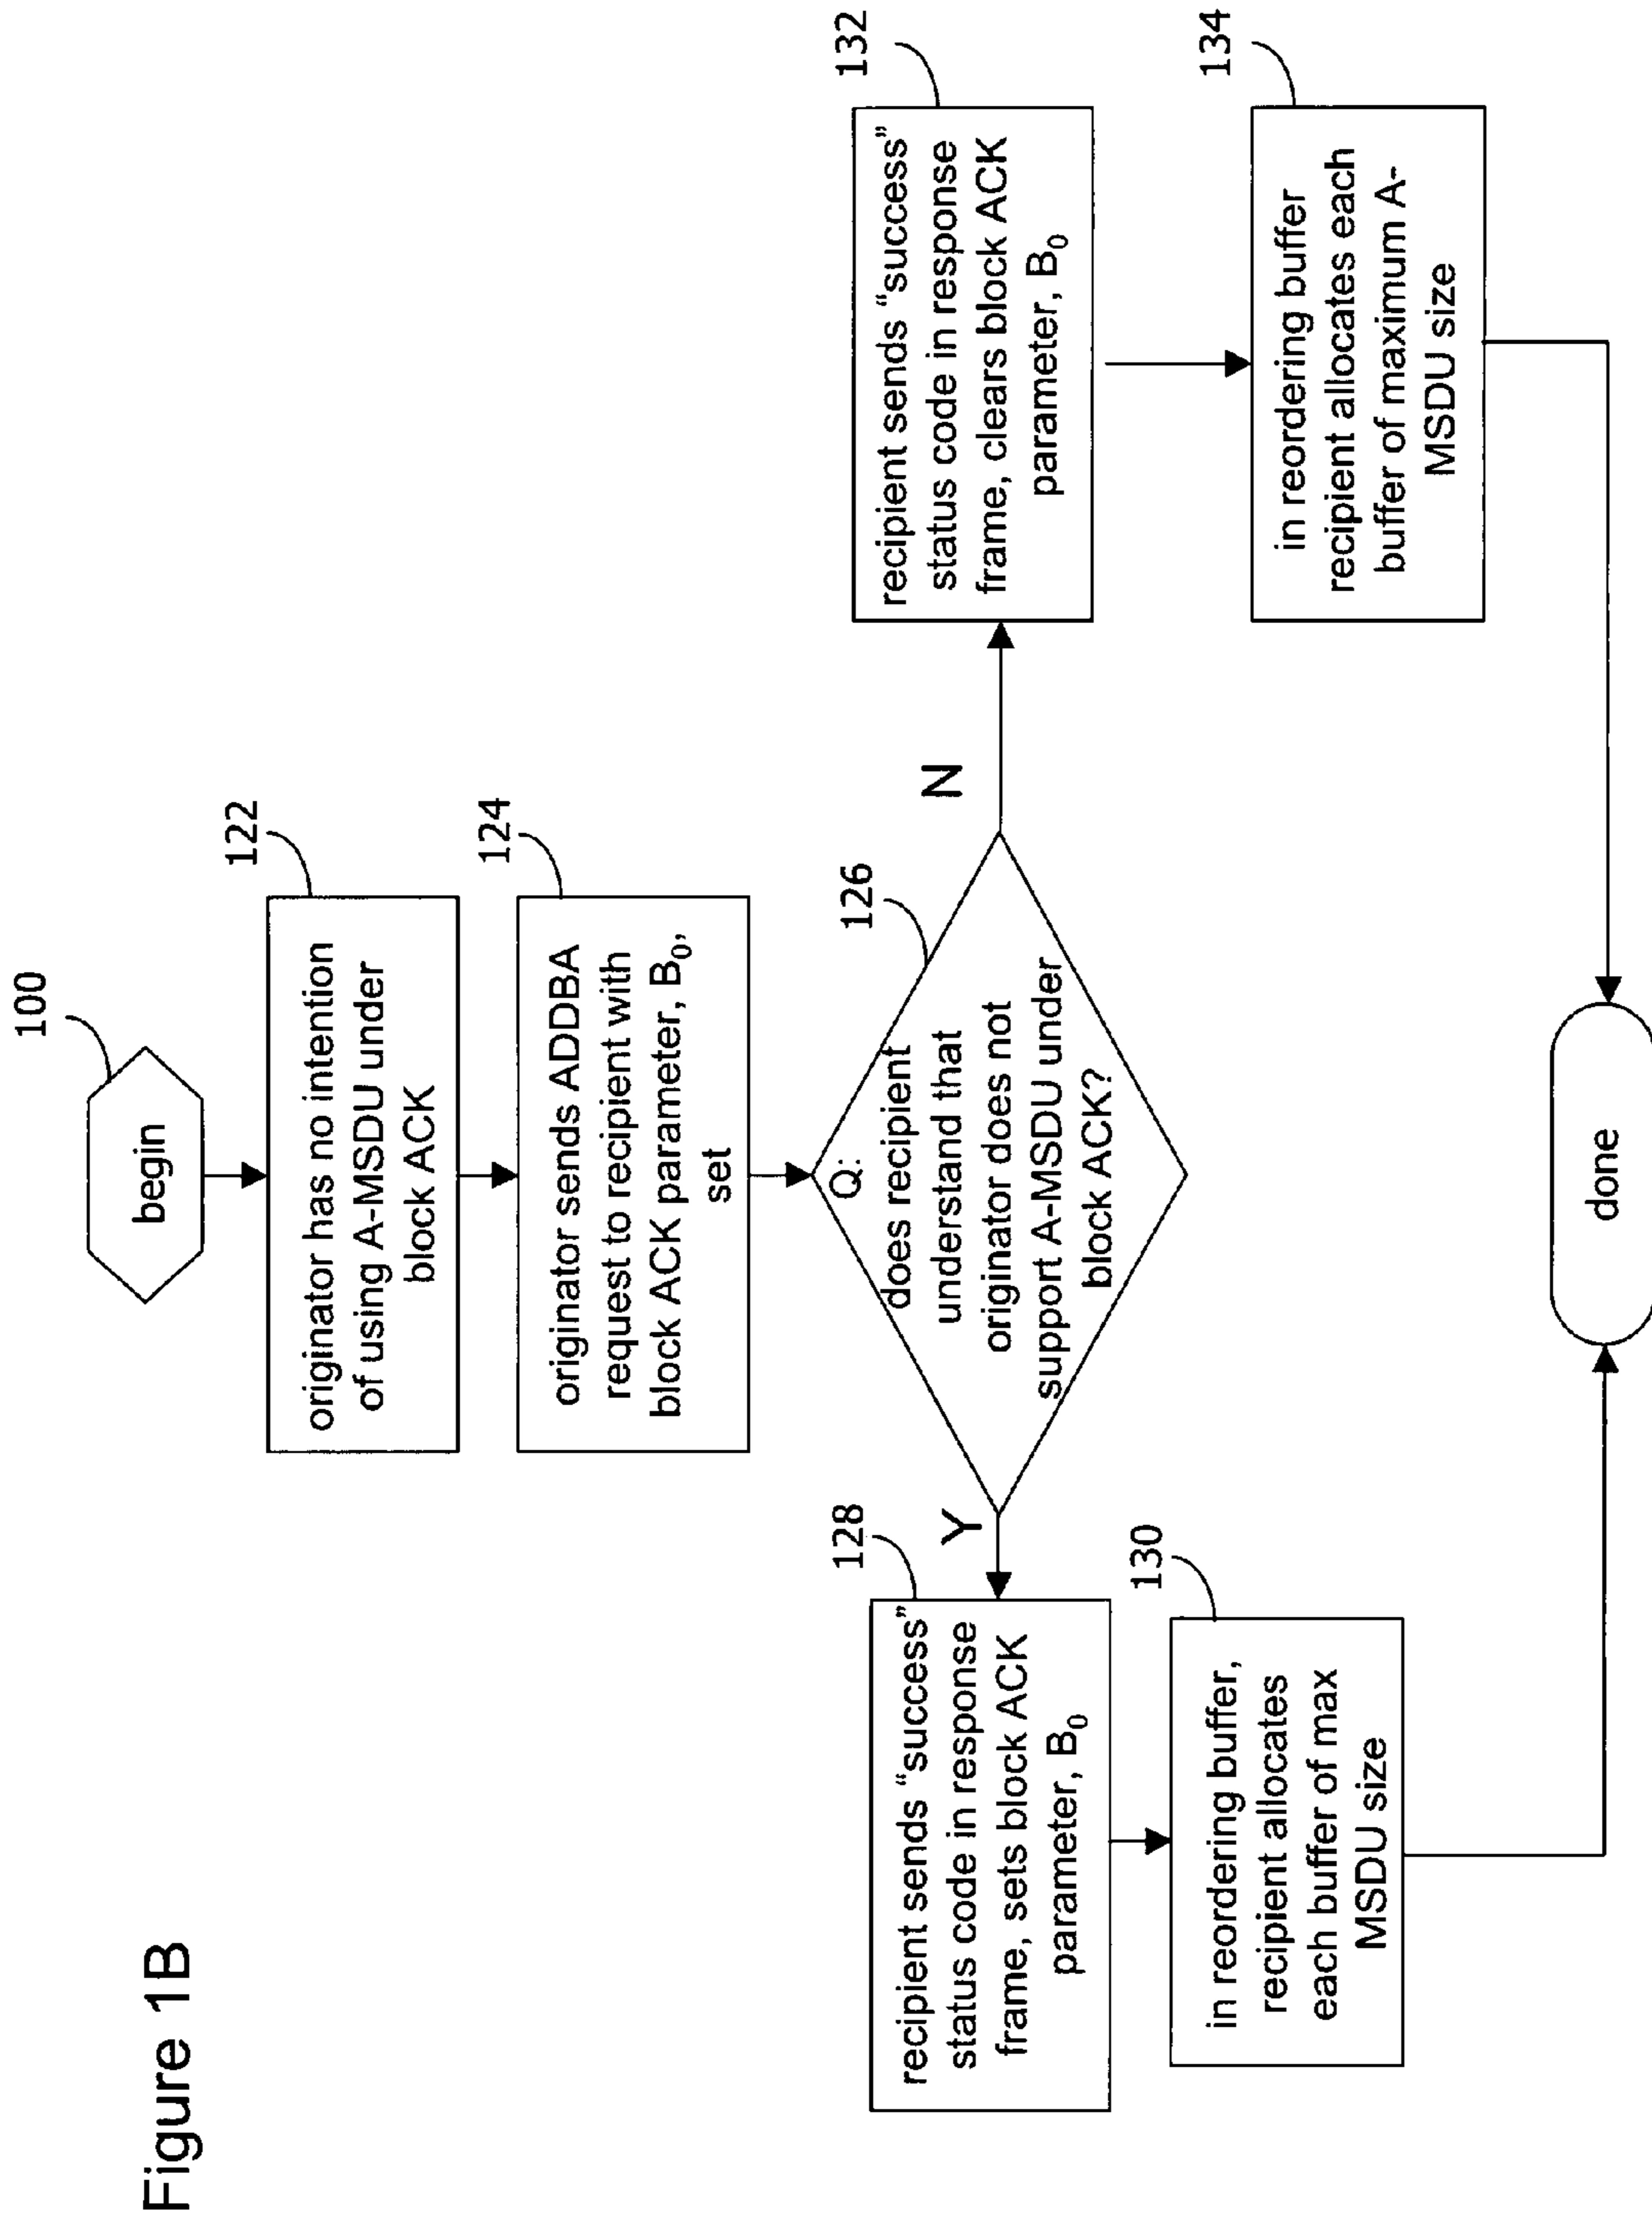 Figure 1B
100
begin
122
originator has no intention
of using A-MSDU under
block ACK
124
originator sends ADDBA
request to recipient with
block ACK parameter, B0,
set
126
Q:
does recipient
understand that
originator does not
support A-MSDU under
block ACK?
Y
N
128
recipient sends “success”
status code in response
frame, sets block ACK
parameter, B0
130
in reordering buffer,
recipient allocates
each buffer of max
MSDU size
132
recipient sends “success”
status code in response
frame, clears block ACK
parameter, B0
134
in reordering buffer
recipient allocates each
buffer of maximum A-
MSDU size
done